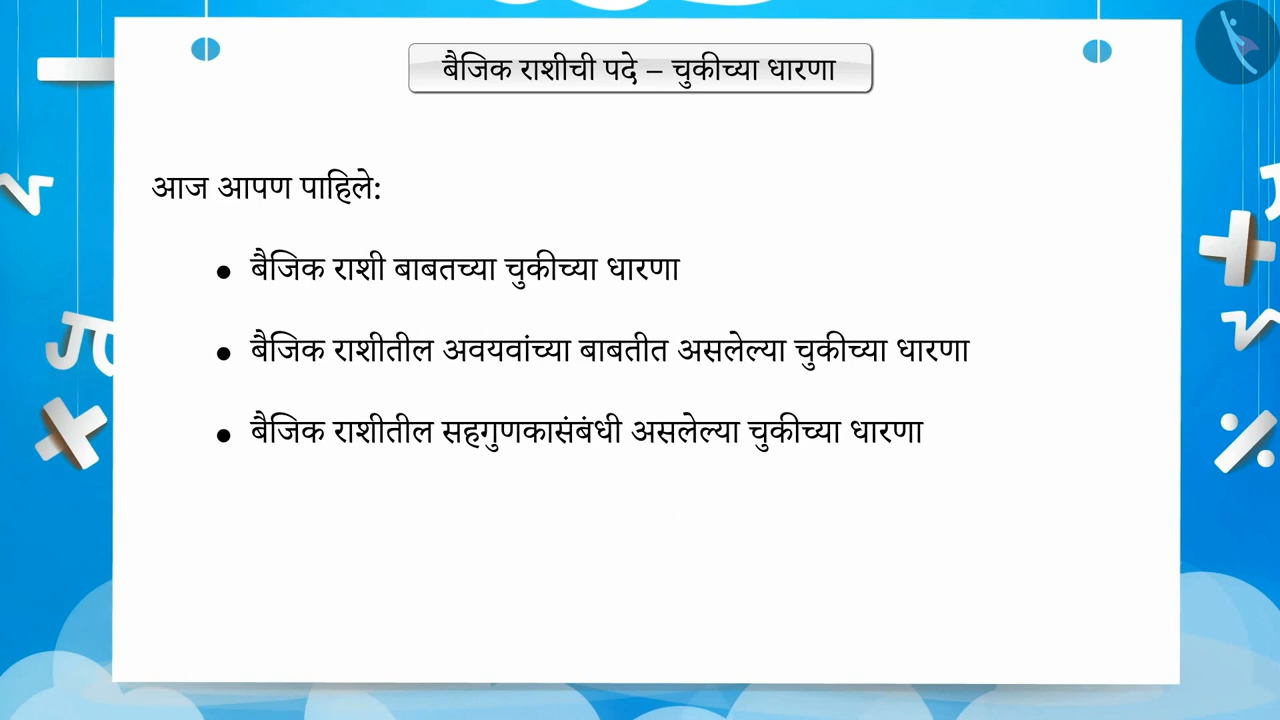 बैजिक राशीची पदे – चुकीच्या धारणा
आज आपण पाहिले:
• बैजिक राशी बाबतच्या चुकीच्या धारणा
• बैजिक राशीतील अवयवांच्या बाबतीत असलेल्या चुकीच्या धारणा
• बैजिक राशीतील सहगुणकासंबंधी असलेल्या चुकीच्या धारणा